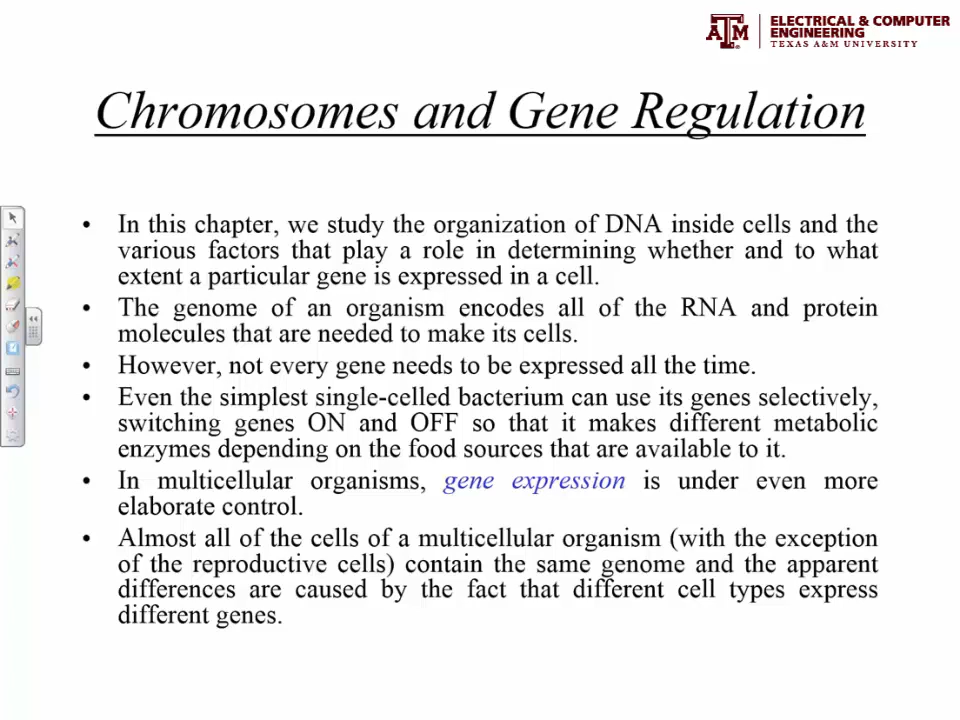 ELECTRICAL & COMPUTER
ENGINEERING
TEXAS A&M UNIVERSITY
Chromosomes and Gene Regulation
• In this chapter, we study the organization of DNA inside cells and the
various factors that play a role in determining whether and to what
extent a particular gene is expressed in a cell.
• The genome of an organism encodes all of the RNA and protein
molecules that are needed to make its cells.
• However, not every gene needs to be expressed all the time.
• Even the simplest single-celled bacterium can use its genes selectively,
switching genes ON and OFF so that it makes different metabolic
enzymes depending on the food sources that are available to it.
• In multicellular organisms, gene expression is under even more
elaborate control.
• Almost all of the cells of a multicellular organism (with the exception
of the reproductive cells) contain the same genome and the apparent
differences are caused by the fact that different cell types express
different genes.